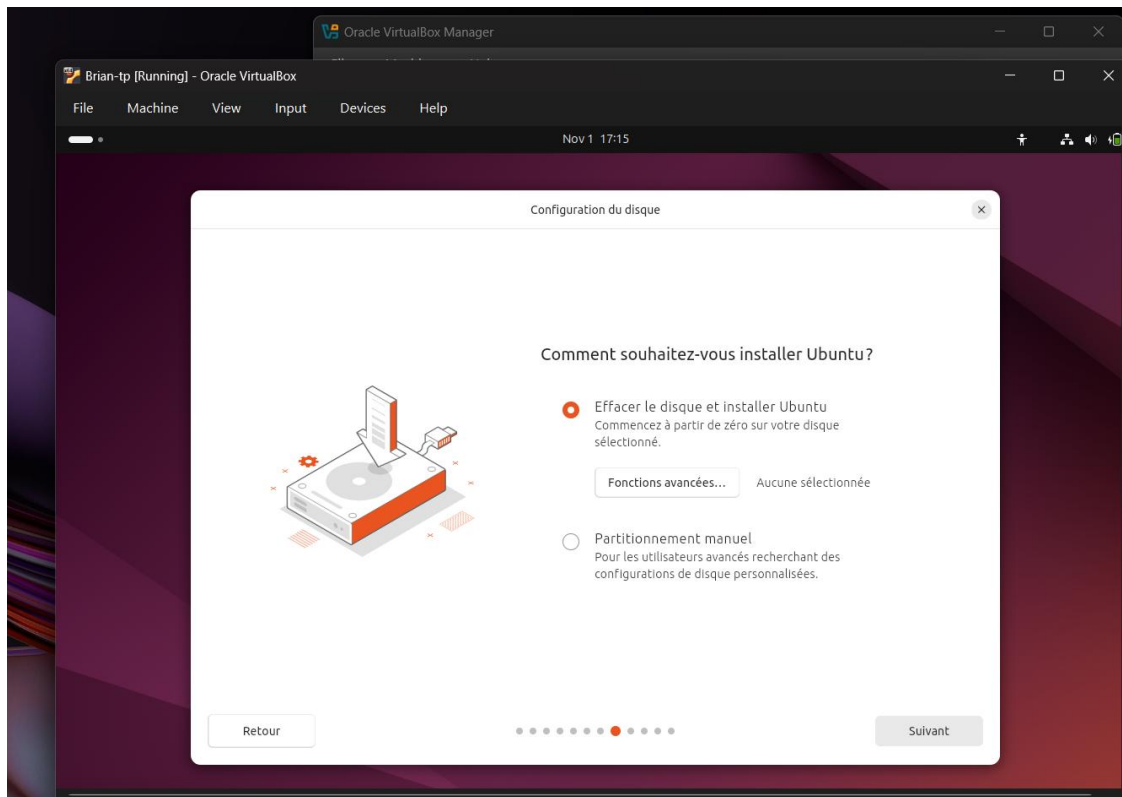 Oracle VirtualBox Manager
Brian-tp [Running] - Oracle VirtualBox
File Machine View Input Devices Help
Nov 1 17:15
Configuration du disque
Comment souhaitez-vous installer Ubuntu?
Effacer le disque et installer Ubuntu
Commencez à partir de zéro sur votre disque
sélectionné.
Fonctions avancées... Aucune sélectionnée
Partitionnement manuel
Pour les utilisateurs avancés recherchant des
configurations de disque personnalisées.
Retour Suivant